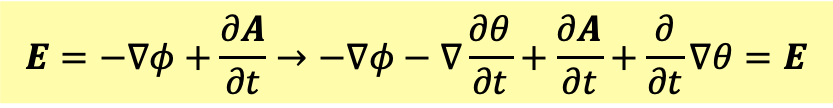 𝑬 = −∇𝜙 + ∂𝑨/∂𝑡 → −∇𝜙 − ∇ ∂𝜃/∂𝑡 + ∂𝑨/∂𝑡 + ∂/∂𝑡 ∇𝜃 = 𝑬